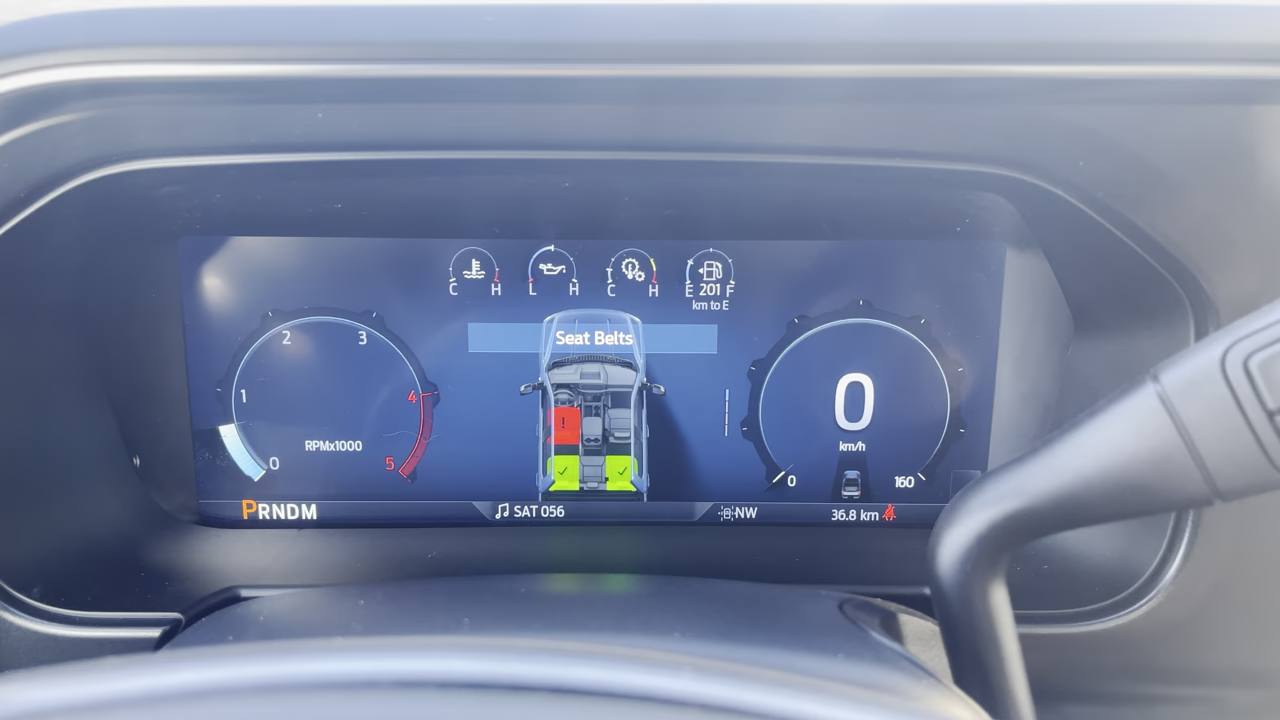 C H
L H
C H
E 201 F
km to E
Seat Belts
!
1
2
3
4
5
0
RPMx1000
0
km/h
0
160
PRNDM
SAT 056
NW
36.8 km